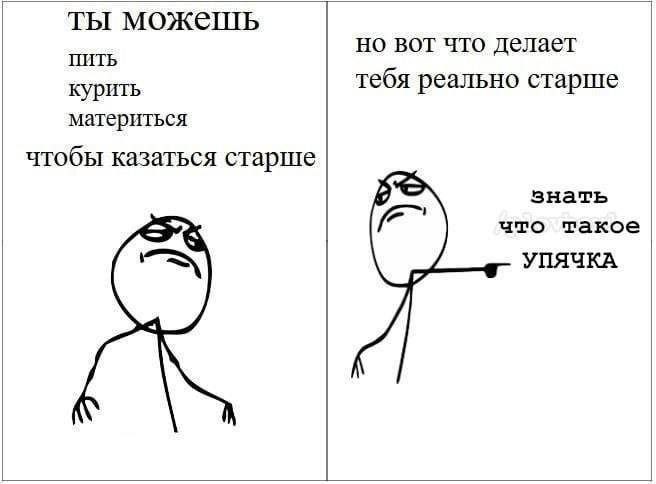 ты можешь
пить
курить
материться
чтобы казаться старше
но вот что делает
тебя реально старше
знать
что такое
УПЯЧКА